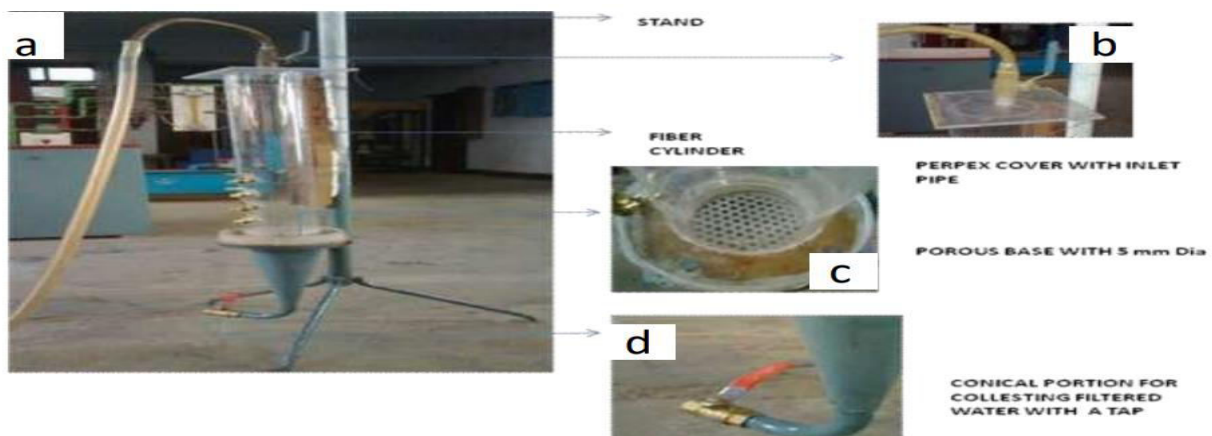 a
STAND
b
FIBER
CYLINDER
PERPEX COVER WITH INLET
PIPE
c
POROUS BASE WITH 5 mm Dia
d
CONICAL PORTION FOR
COLLESTING FILTERED
WATER WITH A TAP